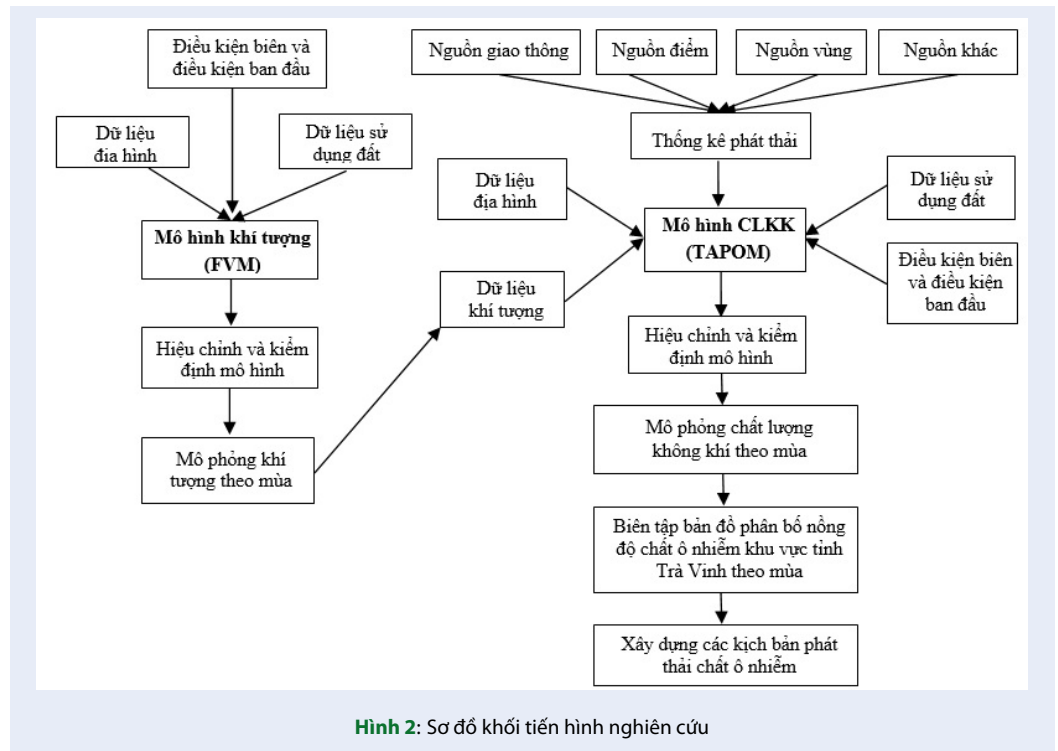 Điều kiện biên và
điều kiện ban đầu
Dữ liệu
đia hình
Dữ liệu sử
dụng đất
Mô hình khí tượng
(FVM)
Hiệu chỉnh và kiểm
định mô hình
Mô phỏng khí
tượng theo mùa
Nguồn giao thông
Nguồn điểm
Nguồn vùng
Nguồn khác
Thống kê phát thải
Dữ liệu
địa hình
Dữ liệu
khí tượng
Mô hình CLKK
(TAPOM)
Dữ liệu sử
dụng đất
Điều kiện biên
và điều kiện
ban đầu
Hiệu chỉnh và kiểm
định mô hình
Mô phỏng chất lượng
không khí theo mùa
Biên tập bản đồ phân bố nồng
độ chất ô nhiễm khu vực tỉnh
Trà Vinh theo mùa
Xây dựng các kịch bản phát
thải chất ô nhiễm
Hình 2: Sơ đồ khối tiến hình nghiên cứu